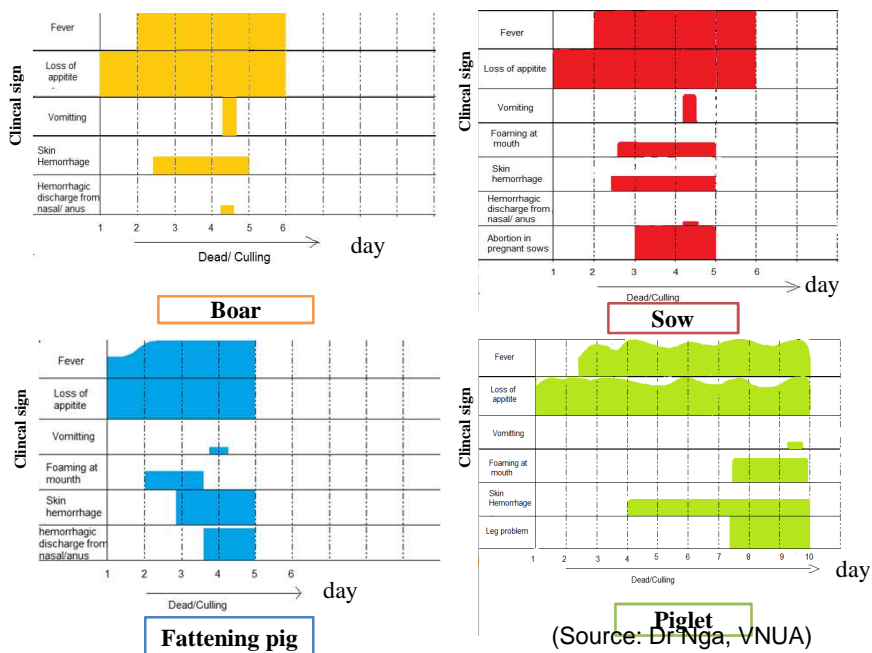 Clincal sign
Fever
Loss of
appitite
-
Vomitting
Skin
Hemorrhage
Hemorrhagic
discharge from
nasal/ anus
1 2 3 4 5 6
day
Dead/ Culling
Boar
Clincal sign
Fever
Loss of appitite
Vomiting
Foaming at
mouth
Skin
hemorrhage
Hemorrhagic
discharge from
nasal/anus
Abortion in
pregnant sows
1 2 3 4 5 6
day
Dead/Culling
Sow
Clincal sign
Fever
Loss of
appitite
Vomitting
Foaming at
mounth
Skin
hemorrhage
hemorrhagic
discharge from
nasal/anus
1 2 3 4 5 6
day
Dead/Culling
Fattening pig
Clincal sign
Fever
Loss of
appitite
Vomitting
Foaming at
mouth
Skin
Hemorrhage
Leg problem
1 2 3 4 5 6 7 8 9 10
day
Dead/Culling
Piglet
(Source: Dr Nga, VNUA)